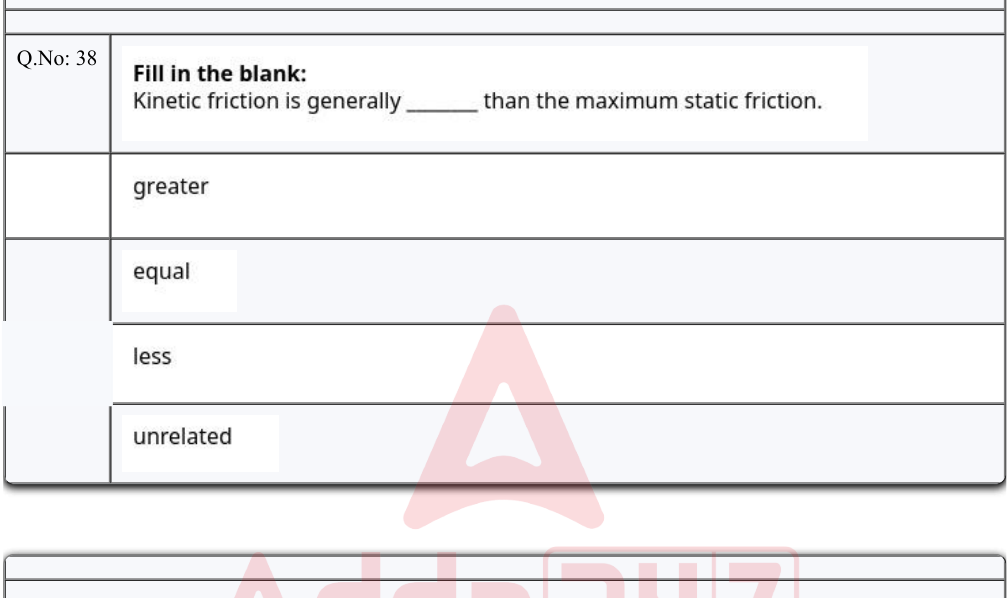 Q.No: 38
Fill in the blank:
Kinetic friction is generally _______ than the maximum static friction.
greater
equal
less
unrelated